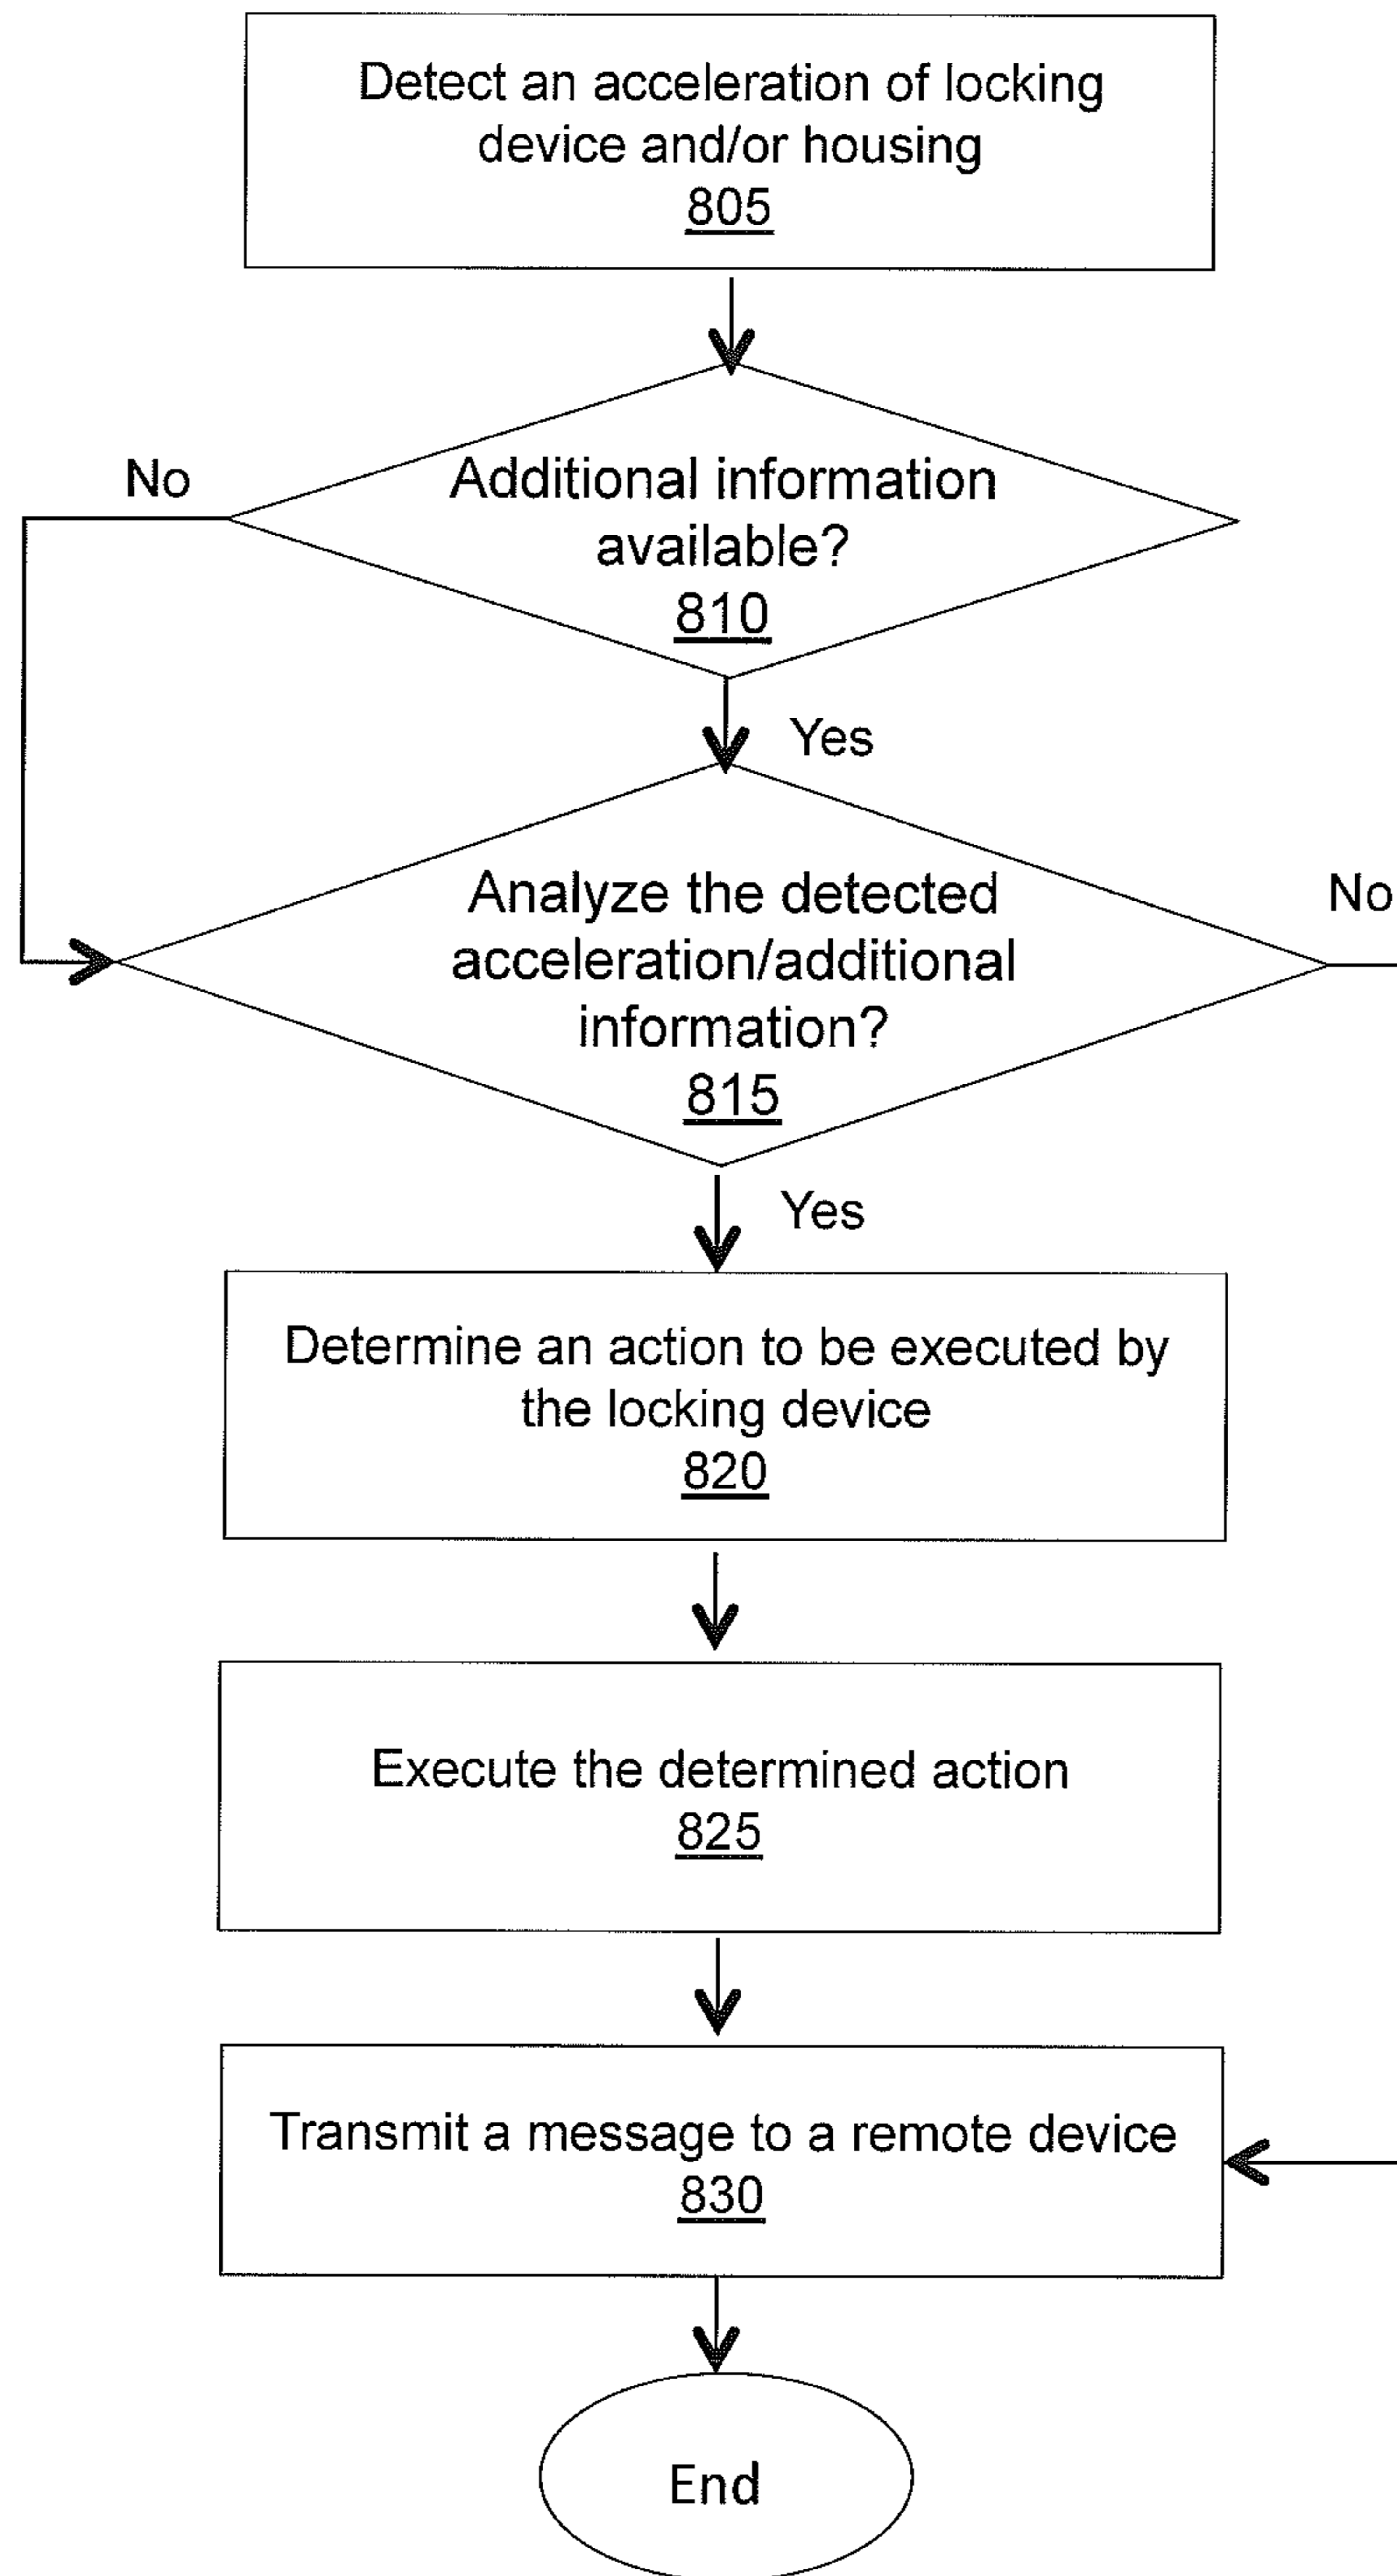 Detect an acceleration of locking
device and/or housing
805
No
Additional information
available?
810
Yes
Analyze the detected
acceleration/additional
information?
815
No
Yes
Determine an action to be executed by
the locking device
820
Execute the determined action
825
Transmit a message to a remote device
830
End